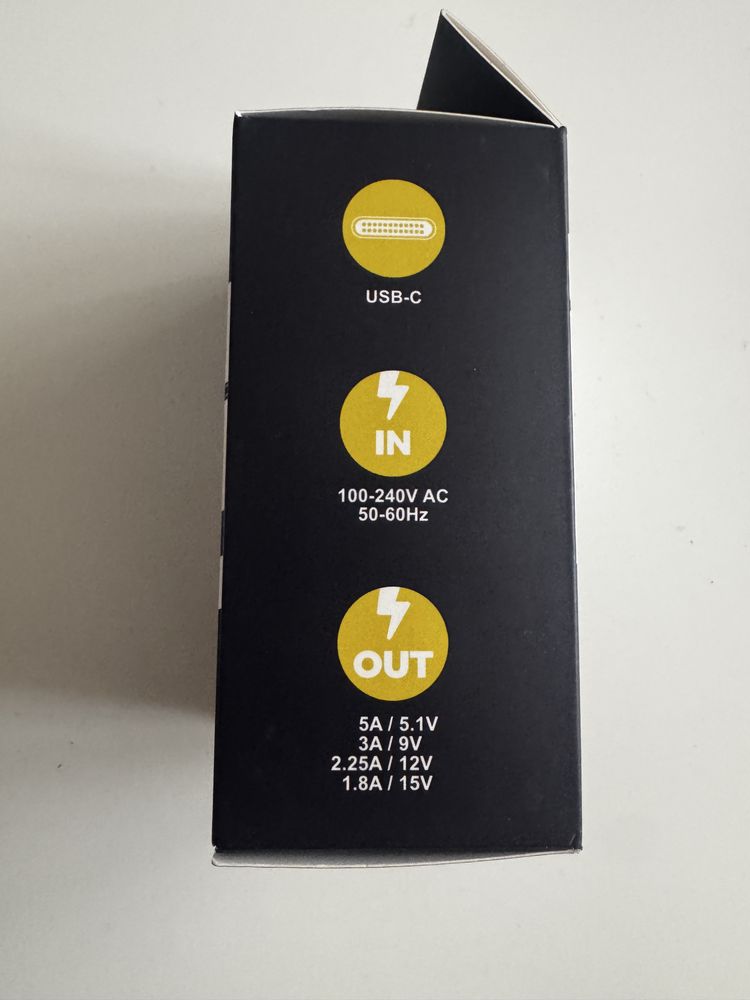 USB-C
IN
100-240V AC
50-60Hz
OUT
5A / 5.1V
3A / 9V
2.25A / 12V
1.8A / 15V